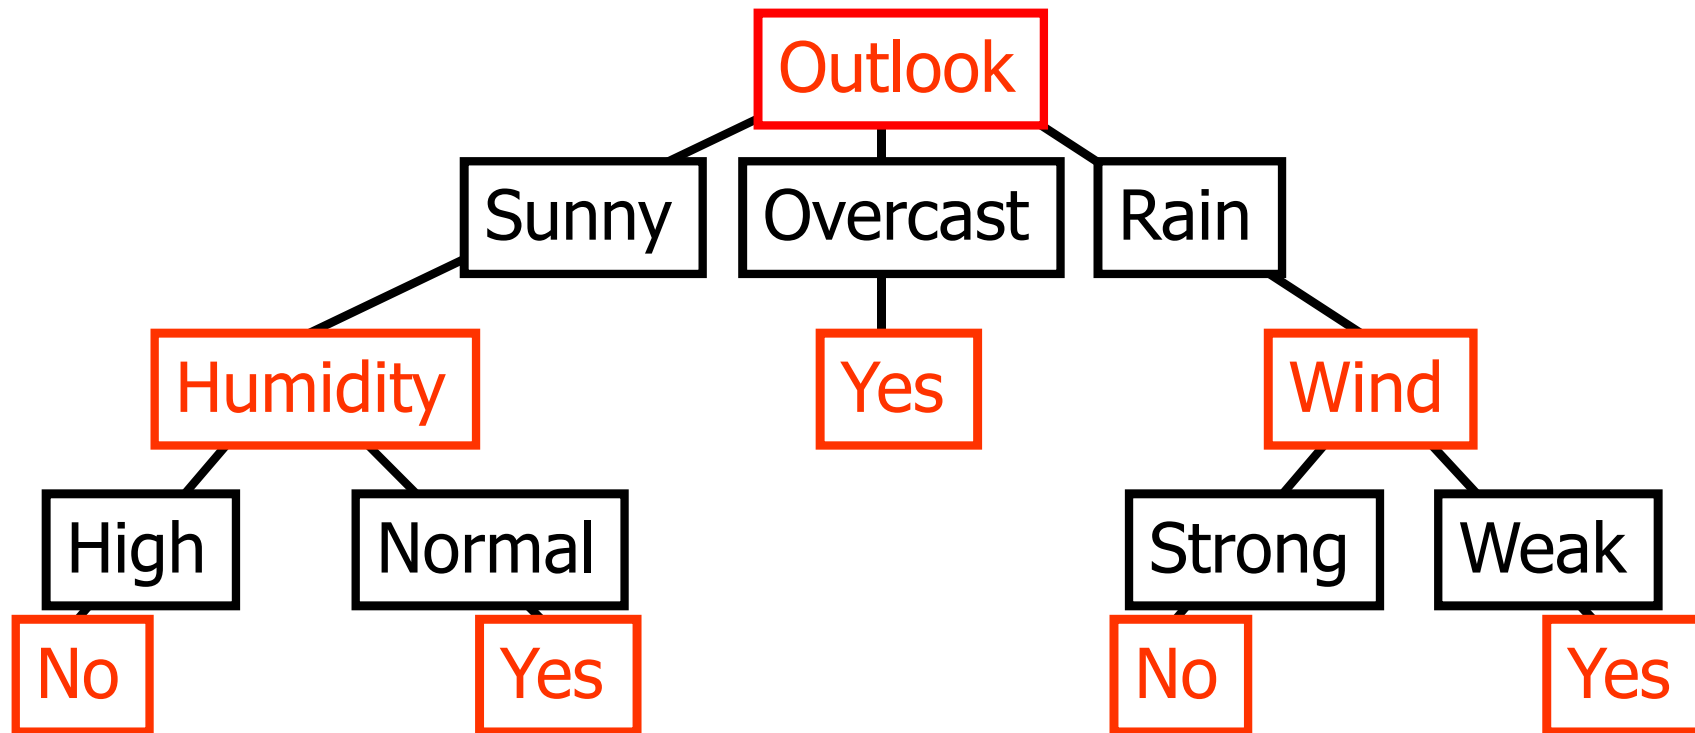 Outlook
Sunny Overcast Rain
Humidity Yes Wind
High Normal Strong Weak
No Yes No Yes